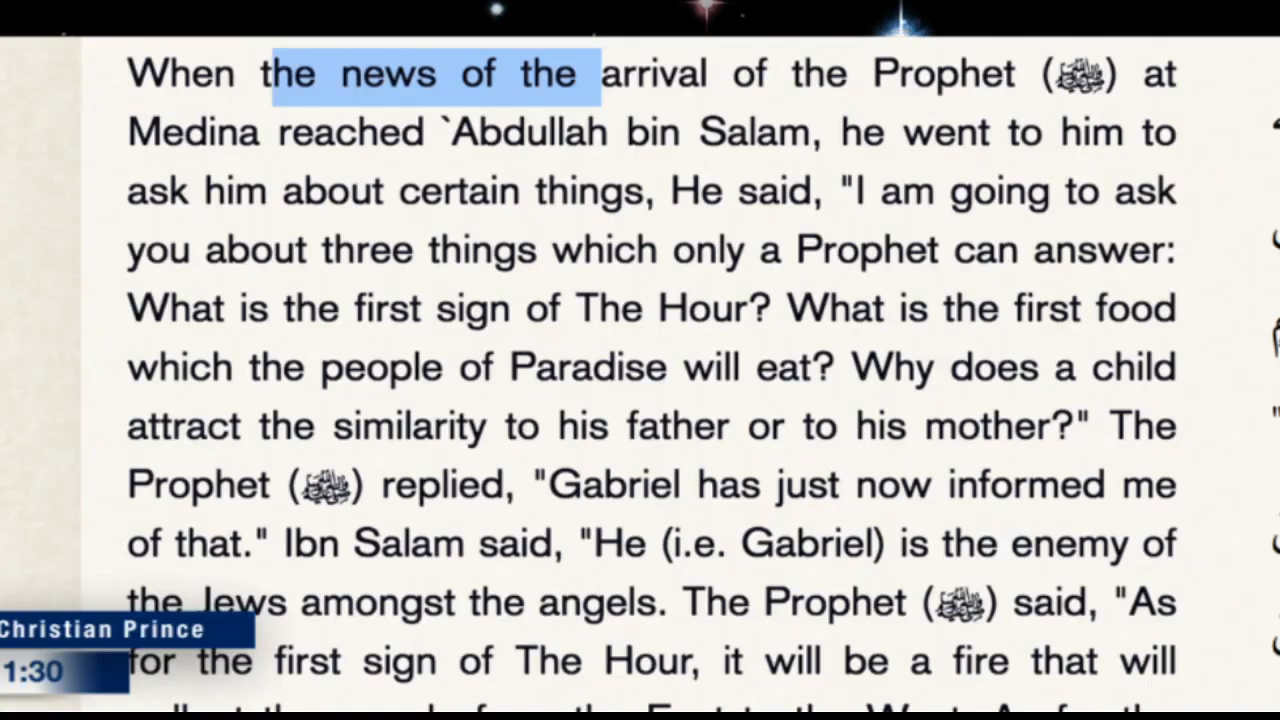 When the news of the arrival of the Prophet (ﷺ) at
Medina reached `Abdullah bin Salam, he went to him to
ask him about certain things, He said, "I am going to ask
you about three things which only a Prophet can answer:
What is the first sign of The Hour? What is the first food
which the people of Paradise will eat? Why does a child
attract the similarity to his father or to his mother?" The
Prophet (ﷺ) replied, "Gabriel has just now informed me
of that." Ibn Salam said, "He (i.e. Gabriel) is the enemy of
the Jews amongst the angels. The Prophet (ﷺ) said, "As
Christian Prince
for the first sign of The Hour, it will be a fire that will
1:30